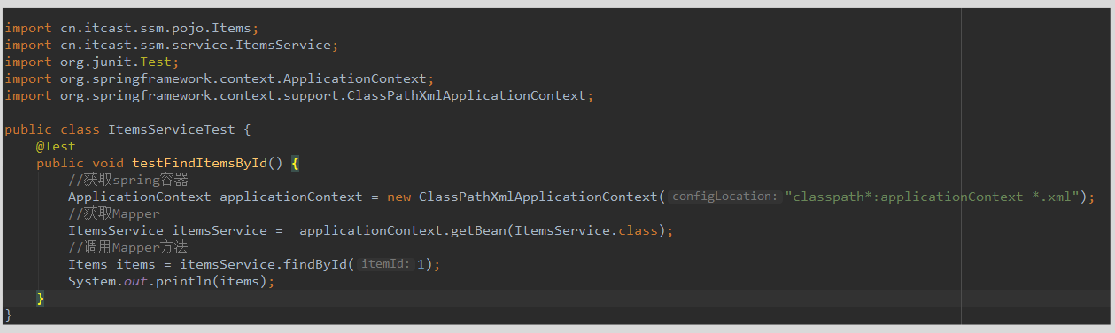 import cn.itcast.ssm.pojo.Items;
import cn.itcast.ssm.service.ItemsService;
import org.junit.Test;
import org.springframework.context.ApplicationContext;
import org.springframework.context.support.ClassPathXmlApplicationContext;
public class ItemsServiceTest {
@Test
public void testFindItemsById() {
//获取spring容器
ApplicationContext applicationContext = new ClassPathXmlApplicationContext( configLocation: "classpath*:applicationContext *.xml");
//获取Mapper
ItemsService itemsService =  applicationContext.getBean(ItemsService.class);
//调用Mapper方法
Items items = itemsService.findById( itemId: 1);
System.out.println(items);
}
}